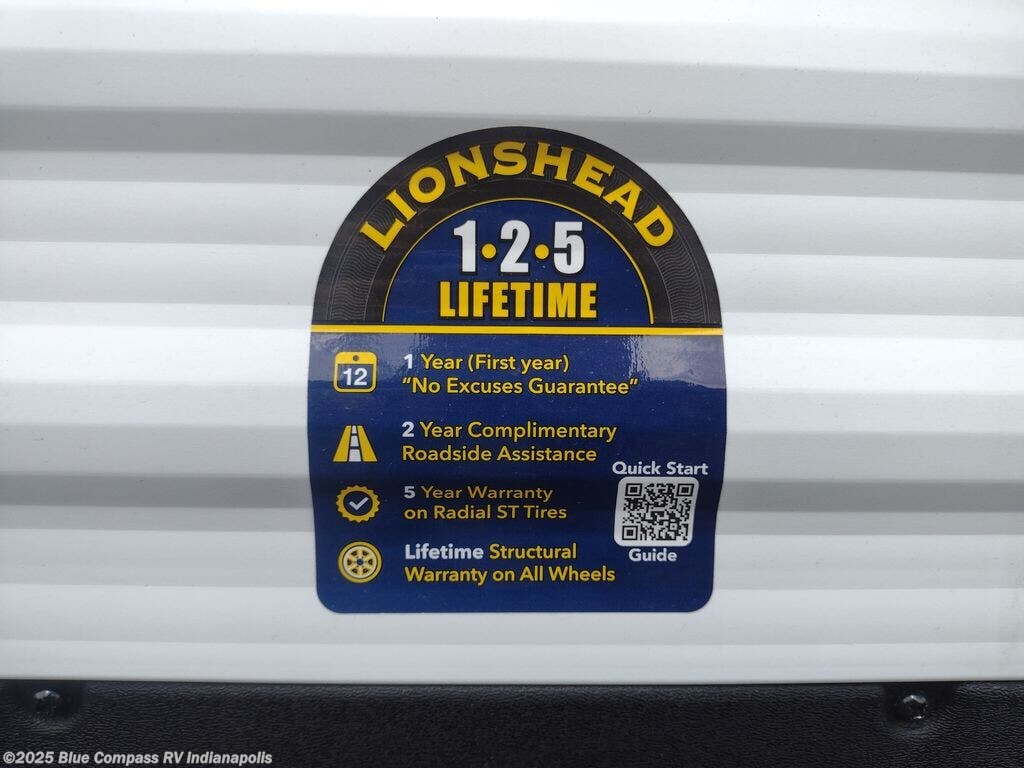 LIONSHEAD
1•2•5
LIFETIME
12
1 Year (First year)
"No Excuses Guarantee"
2 Year Complimentary
Roadside Assistance
Quick Start
5 Year Warranty
on Radial ST Tires
Guide
Lifetime Structural
Warranty on All Wheels
©2025 Blue Compass RV Indianapolis